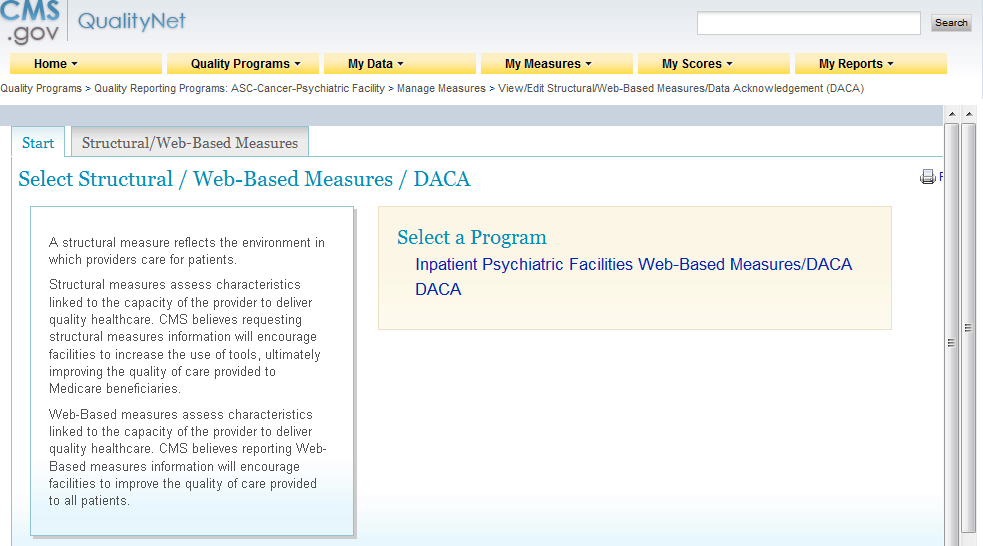 CMS
.gov
QualityNet
Search
Home
Quality Programs
My Data
My Measures
My Scores
My Reports
Quality Programs > Quality Reporting Programs: ASC-Cancer-Psychiatric Facility > Manage Measures > View/Edit Structural/Web-Based Measures/Data Acknowledgement (DACA)
Start
Structural/Web-Based Measures
Select Structural / Web-Based Measures / DACA
A structural measure reflects the environment in
which providers care for patients.
Structural measures assess characteristics
linked to the capacity of the provider to deliver
quality healthcare. CMS believes requesting
structural measures information will encourage
facilities to increase the use of tools, ultimately
improving the quality of care provided to
Medicare beneficiaries.
Web-Based measures assess characteristics
linked to the capacity of the provider to deliver
quality healthcare. CMS believes reporting Web-
Based measures information will encourage
facilities to improve the quality of care provided
to all patients.
Select a Program
Inpatient Psychiatric Facilities Web-Based Measures/DACA
DACA